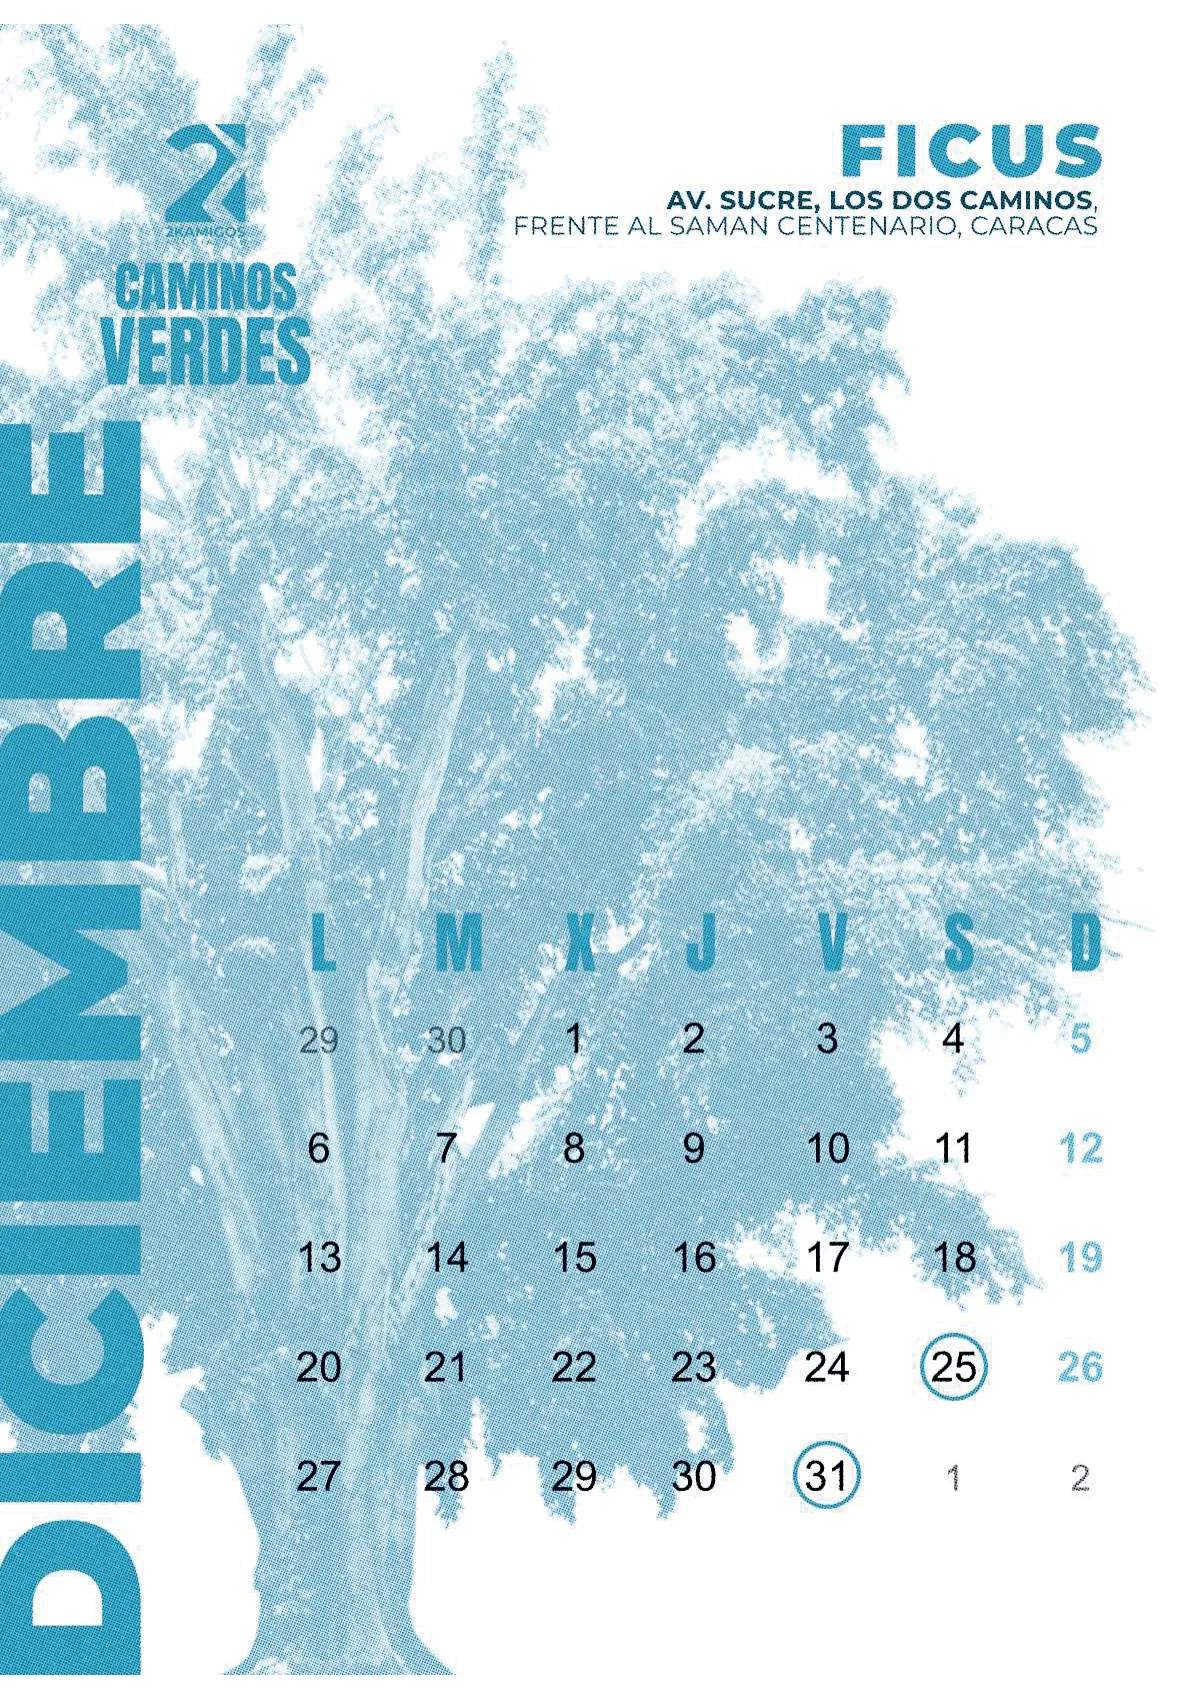 2KAMIGOS
CAMINOS
VERDES
FICUS
AV. SUCRE, LOS DOS CAMINOS,
FRENTE AL SAMAN CENTENARIO, CARACAS
DICIEMBRE
L M X J V S D
29 30 1 2 3 4 5
6 7 8 9 10 11 12
13 14 15 16 17 18 19
20 21 22 23 24 25 26
27 28 29 30 31 1 2